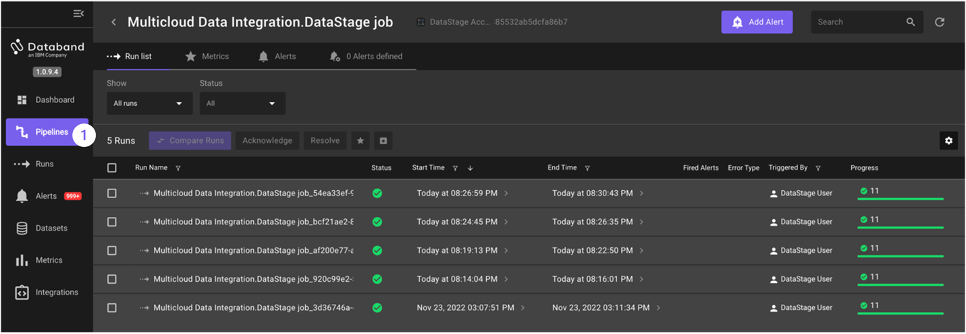 Databand
an IBM Company
1.0.9.4
Dashboard
Pipelines
1
Runs
Alerts 999+
Datasets
Metrics
Integrations
Multicloud Data Integration.DataStage job
DataStage Acc... 85532ab5dcfa86b7
Add Alert
Search
Run list
Metrics
Alerts
0 Alerts defined
Show
Status
All runs
All
5 Runs
Compare Runs
Acknowledge
Resolve
Run Name Status Start Time End Time Fired Alerts Error Type Triggered By Progress
Multicloud Data Integration.DataStage job_54ea33ef-9 Today at 08:26:59 PM Today at 08:30:43 PM DataStage User 11
Multicloud Data Integration.DataStage job_bcf21ae2-8 Today at 08:24:45 PM Today at 08:26:35 PM DataStage User 11
Multicloud Data Integration.DataStage job_af200e77-a Today at 08:19:13 PM Today at 08:22:50 PM DataStage User 11
Multicloud Data Integration.DataStage job_920c99e2- Today at 08:14:04 PM Today at 08:16:01 PM DataStage User 11
Multicloud Data Integration.DataStage job_3d36746a- Nov 23, 2022 03:07:51 PM Nov 23, 2022 03:11:34 PM DataStage User 11